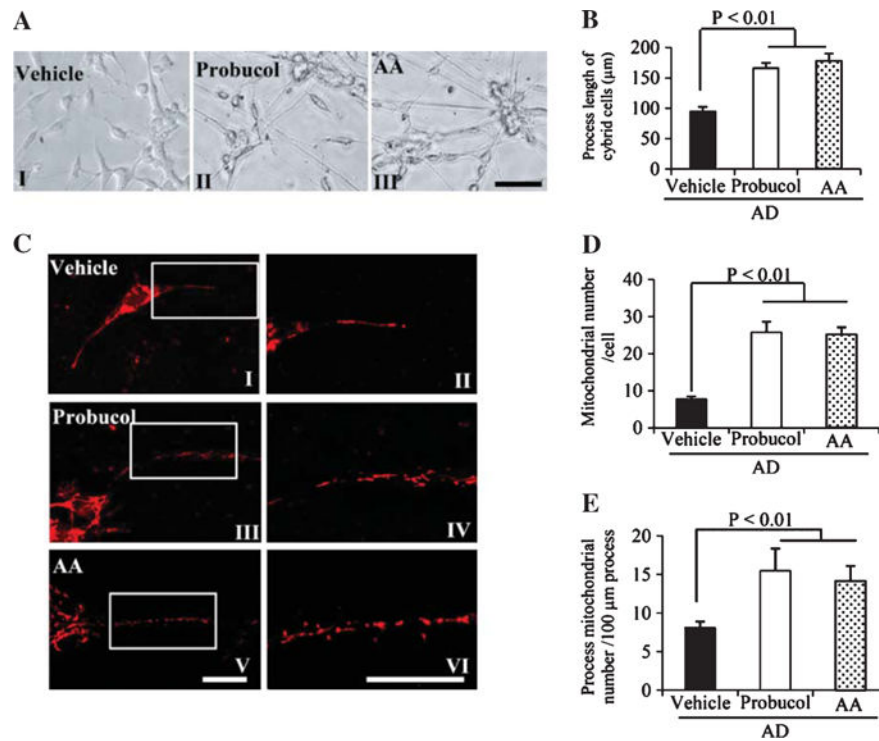 A
Vehicle
I
Probucol
II
AA
III
B
P < 0.01
Process length of
cybrid cells (μm)
200
150
100
50
0
Vehicle
Probucol
AA
AD
C
Vehicle
I
II
Probucol
III
IV
AA
V
VI
D
P < 0.01
Mitochondrial number
/cell
40
30
20
10
0
Vehicle
Probucol
AA
AD
E
P < 0.01
Process mitochondrial
number /100 μm process
20
15
10
5
0
Vehicle
Probucol
AA
AD